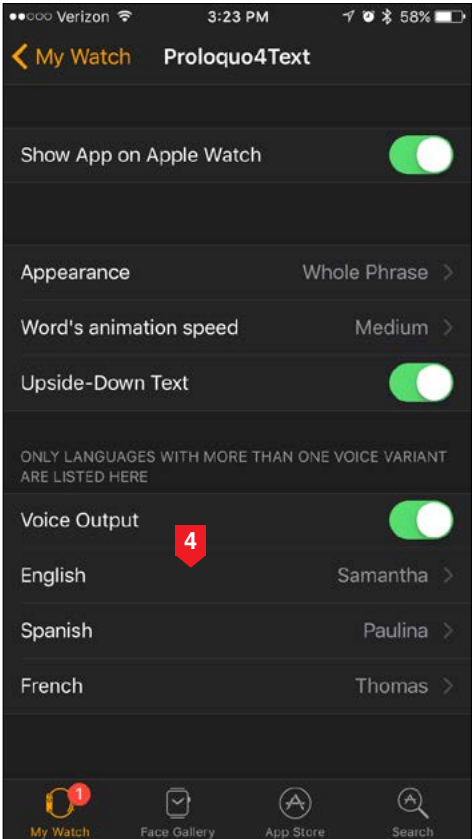 Verizon 3:23 PM 58%
My Watch Proloquo4Text
Show App on Apple Watch
Appearance Whole Phrase
Word's animation speed Medium
Upside-Down Text
ONLY LANGUAGES WITH MORE THAN ONE VOICE VARIANT
ARE LISTED HERE
Voice Output
4
English Samantha
Spanish Paulina
French Thomas
1
My Watch Face Gallery App Store Search